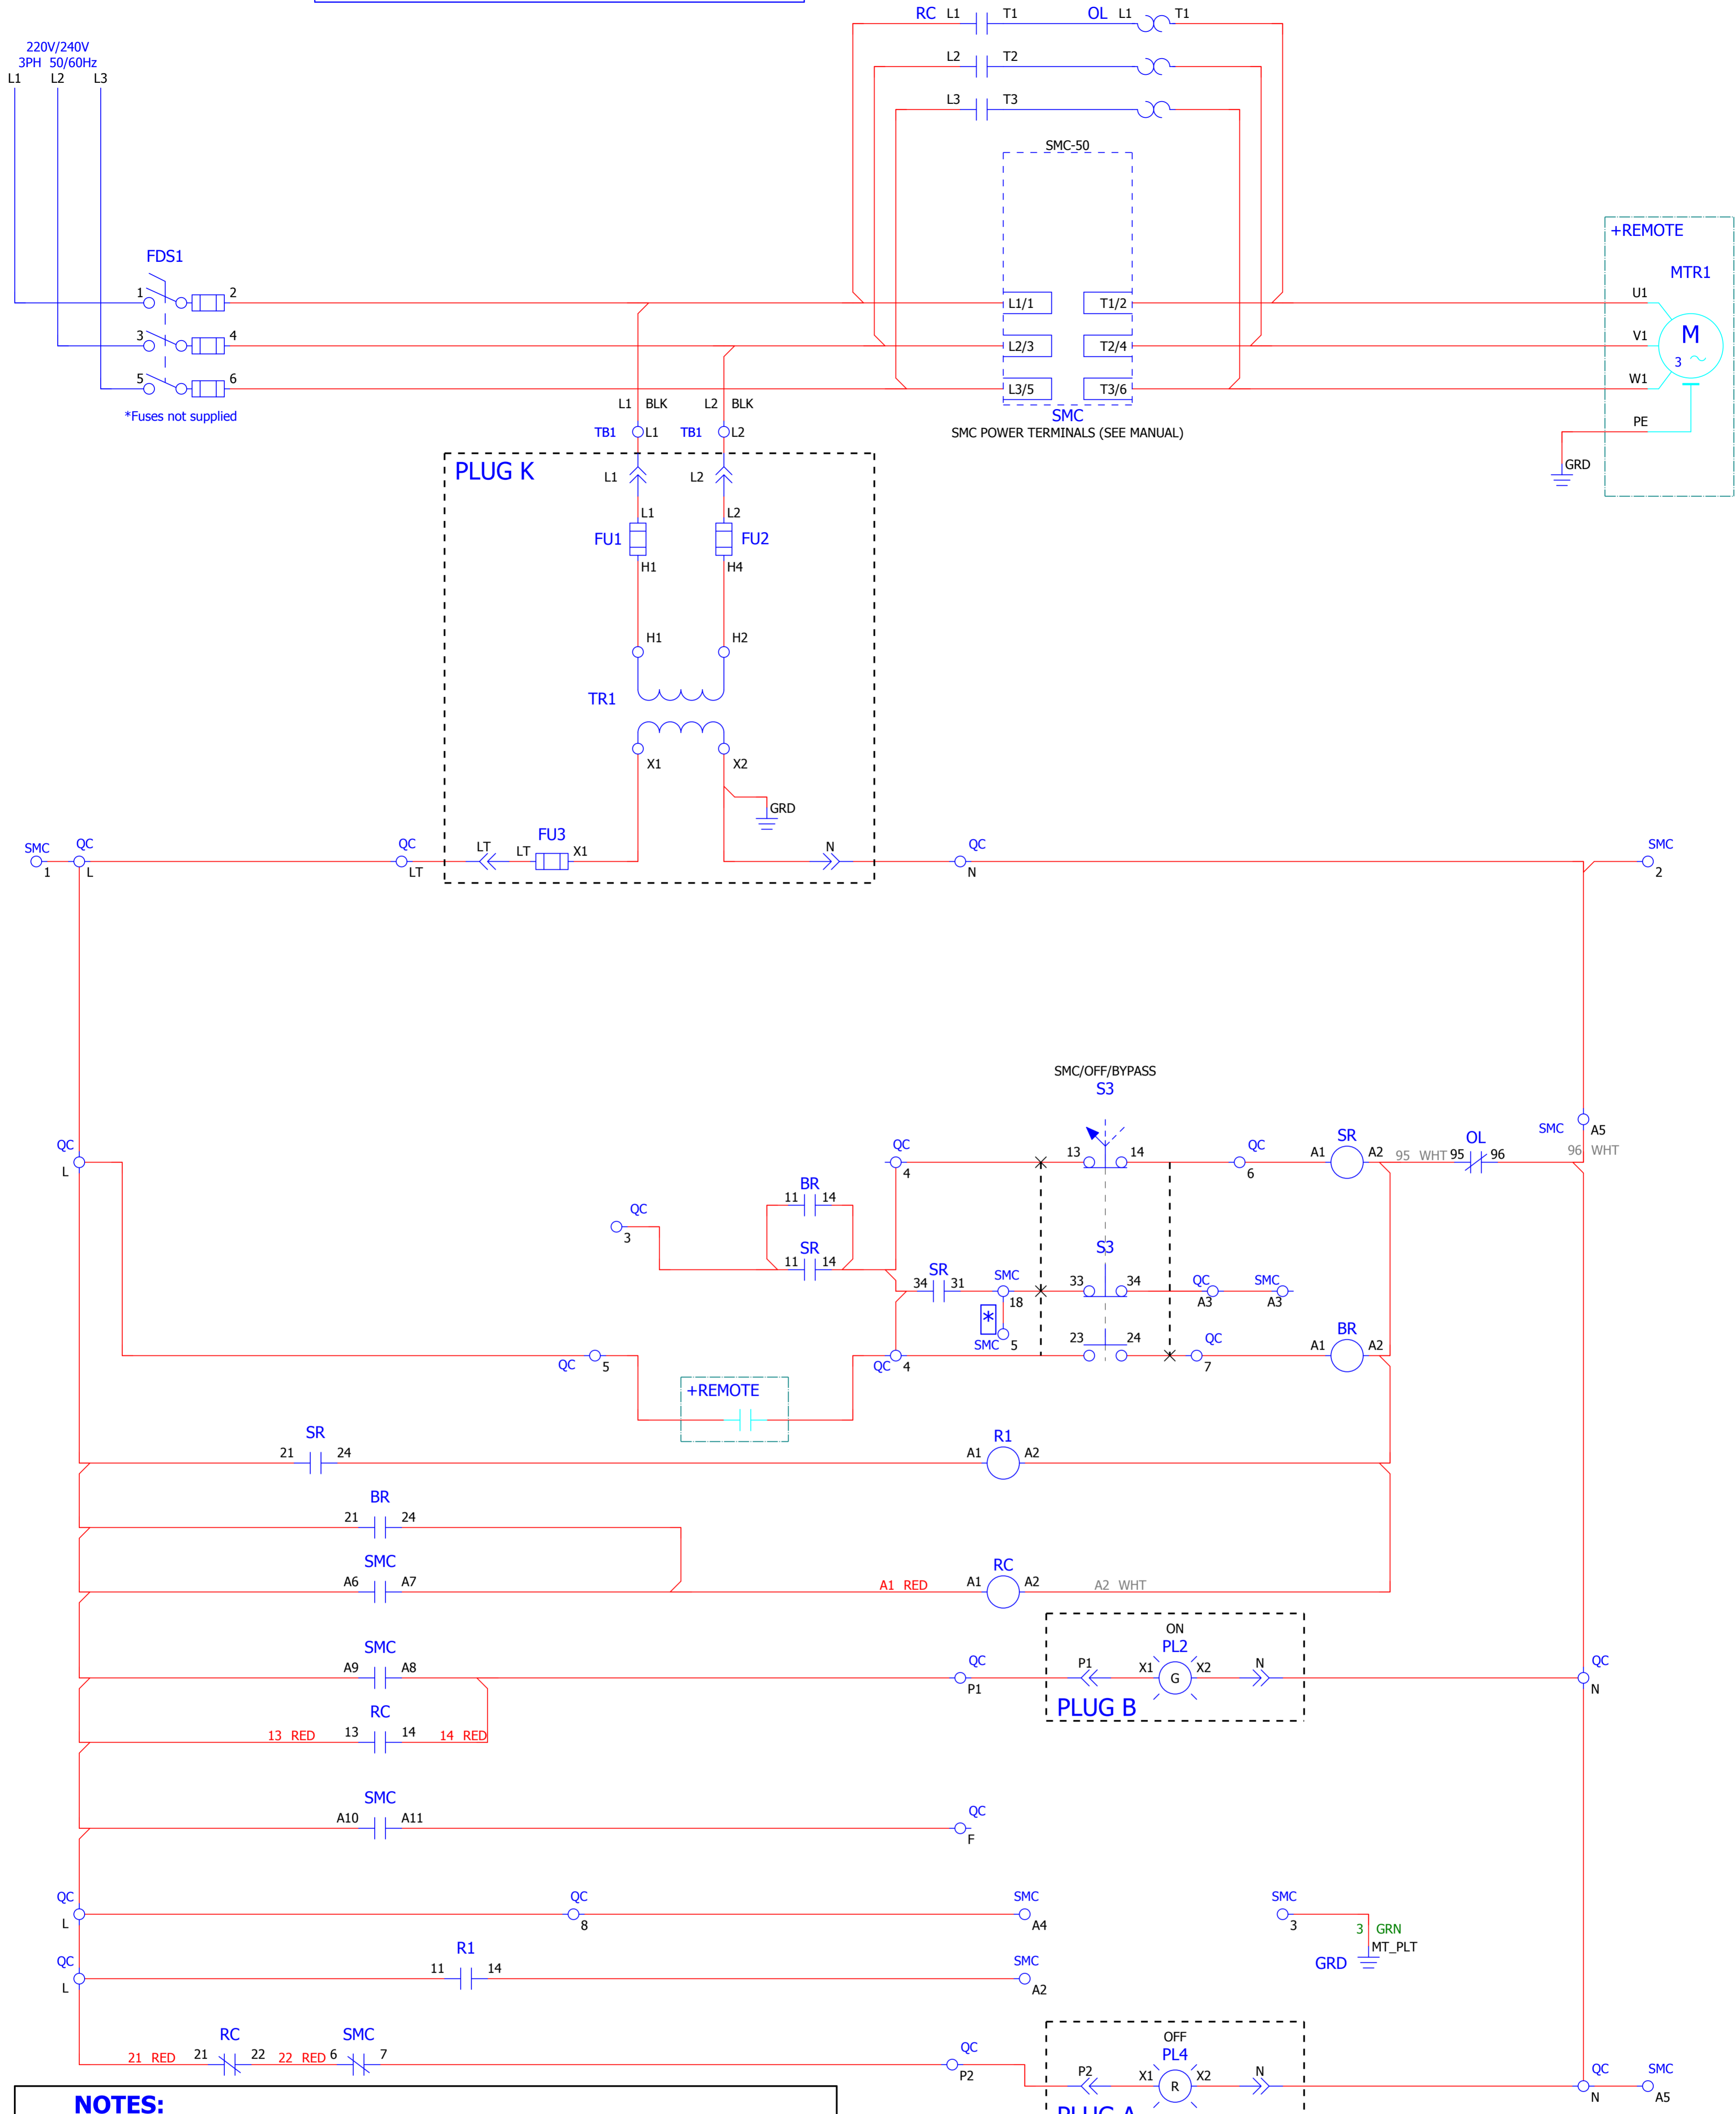 RC L1 T1 OL L1 T1
220V/240V
3PH 50/60Hz
L1 L2 L3
L2 T2
L3 T3
SMC-50
+REMOTE
MTR1
FDS1
1 2 L1/1 T1/2 U1
3 4 L2/3 T2/4 V1
M
3
5 6 L3/5 T3/6 W1
*Fuses not supplied
L1 BLK L2 BLK
SMC
PE
TB1 L1 TB1 L2
SMC POWER TERMINALS (SEE MANUAL)
GRD
PLUG K
L1 L2
L1 L2
FU1 FU2
H1 H4
H1 H2
TR1
X1 X2
GRD
SMC QC QC FU3 QC SMC
LT LT X1 N
1 L LT N 2
SMC/OFF/BYPASS
S3
SMC A5
QC QC 13 14 QC SR OL
A1 A2 95 WHT 95 96 96 WHT
L 4 6
BR
11 14
QC
3
SR S3
11 14
SR SMC QC SMC
34 31 33 34
18 A3 A3
*
SMC 5
23 24 QC BR
A1 A2
QC 5 QC 4 7
+REMOTE
SR R1
21 24 A1 A2
BR
21 24
SMC RC
A6 A7 A1 RED A1 A2 A2 WHT
ON
SMC PL2
A9 A8 QC P1 X1 G X2 N QC
P1 N
PLUG B
RC
13 RED 13 14 14 RED
SMC
A10 A11 QC
F
QC QC SMC SMC
L 8 A4 3
3 GRN
MT_PLT
GRD
QC R1 SMC
11 14
L A2
OFF
RC SMC PL4
21 RED 21 22 22 RED 6 7 QC
P2 P2 X1 R X2 N QC SMC
N A5
NOTES:
PLUG A